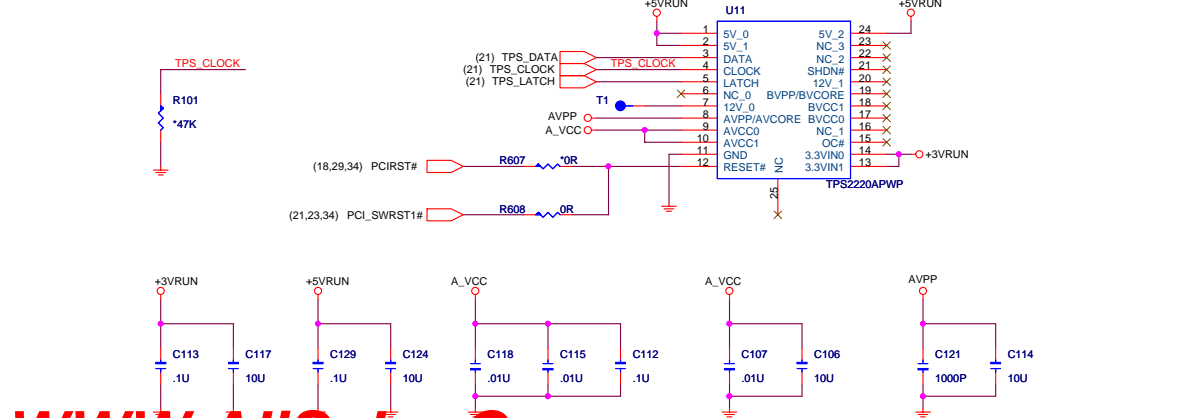 +5VRUN
U11
+5VRUN
1 5V_0 5V_2 24
2 5V_1 NC_3 23
(21) TPS_DATA 3 DATA NC_2 22
(21) TPS_CLOCK TPS_CLOCK 4 CLOCK SHDN# 21
(21) TPS_LATCH 5 LATCH 12V_1 20
6 NC_0 BVPP/BVCORE 19
T1 7 12V_0 BVCC1 18
AVPP 8 AVPP/AVCORE BVCC0 17
A_VCC 9 AVCC0 NC_1 16
10 AVCC1 OC# 15
11 GND 3.3VIN0 14 +3VRUN
(18,29,34) PCIRST# R607 *0R 12 RESET# NC 3.3VIN1 13
TPS2220APWP
25
TPS_CLOCK
R101
*47K
(21,23,34) PCI_SWRST1# R608 0R
+3VRUN +5VRUN A_VCC A_VCC AVPP
C113 C117 C129 C124 C118 C115 C112 C107 C106 C121 C114
.1U 10U .1U 10U .01U .01U .1U .01U 10U 1000P 10U